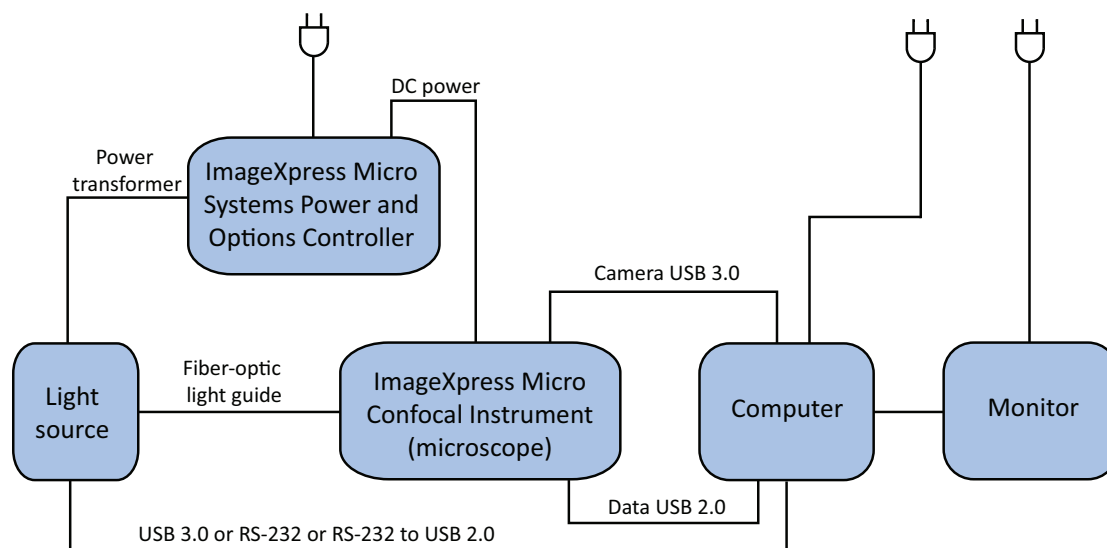 DC power
Power
transformer
ImageXpress Micro
Systems Power and
Options Controller
Camera USB 3.0
Fiber-optic
light guide
Light
source
ImageXpress Micro
Confocal Instrument
(microscope)
Computer
Monitor
Data USB 2.0
USB 3.0 or RS-232 or RS-232 to USB 2.0